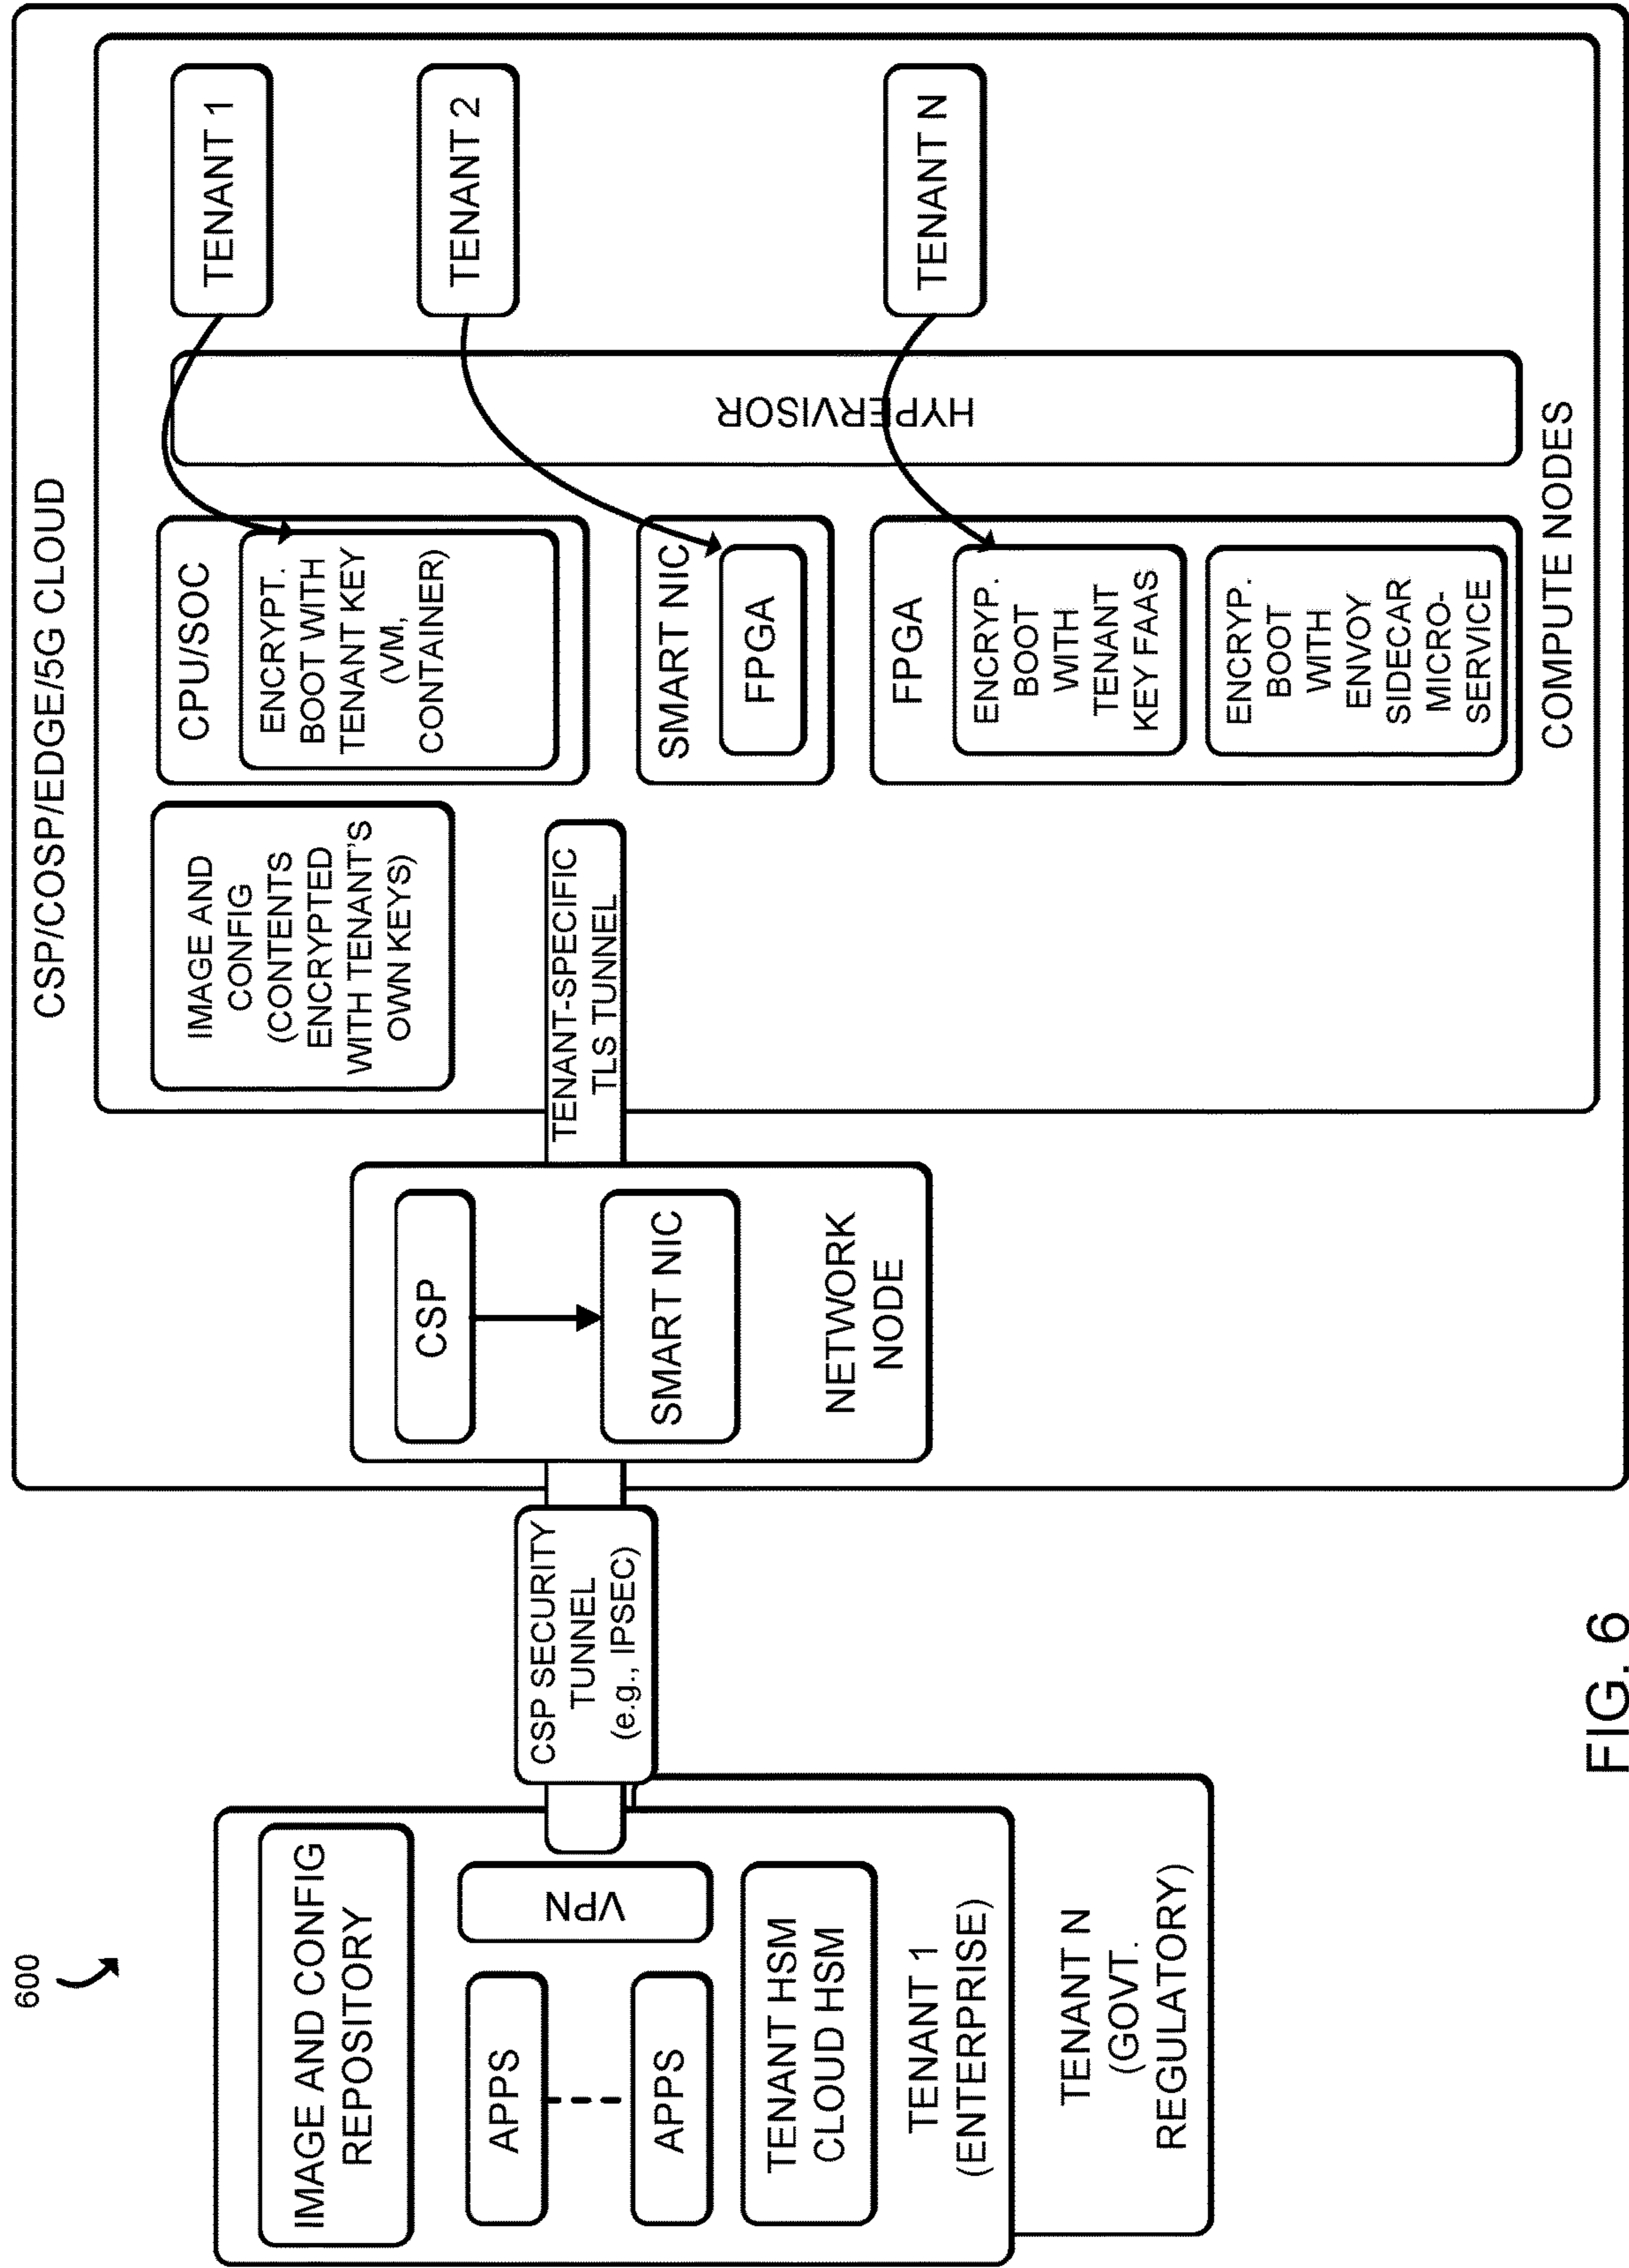 600
IMAGE AND CONFIG
REPOSITORY
APPS
APPS
VPN
TENANT HSM
CLOUD HSM
TENANT 1
(ENTERPRISE)
TENANT N
(GOVT.
REGULATORY)
CSP SECURITY
TUNNEL
(e.g., IPSEC)
CSP/COSP/EDGE/5G CLOUD
CSP
SMART NIC
NETWORK
NODE
TENANT-SPECIFIC
TLS TUNNEL
IMAGE AND
CONFIG
(CONTENTS
ENCRYPTED
WITH TENANT'S
OWN KEYS)
CPU/SOC
ENCRYPT.
BOOT WITH
TENANT KEY
(VM,
CONTAINER)
SMART NIC
FPGA
FPGA
ENCRYP.
BOOT
WITH
TENANT
KEY FAAS
ENCRYP.
BOOT
WITH
ENVOY
SIDECAR
MICRO-
SERVICE
HYPERVISOR
TENANT 1
TENANT 2
TENANT N
COMPUTE NODES
FIG. 6